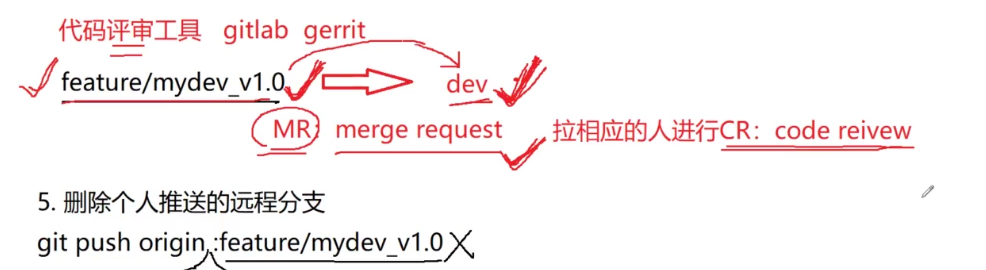 代码评审工具 gitlab gerrit
feature/mydev_v1.0 dev
MR: merge request 拉相应的人进行CR：code reivew
5. 删除个人推送的远程分支
git push origin :feature/mydev_v1.0